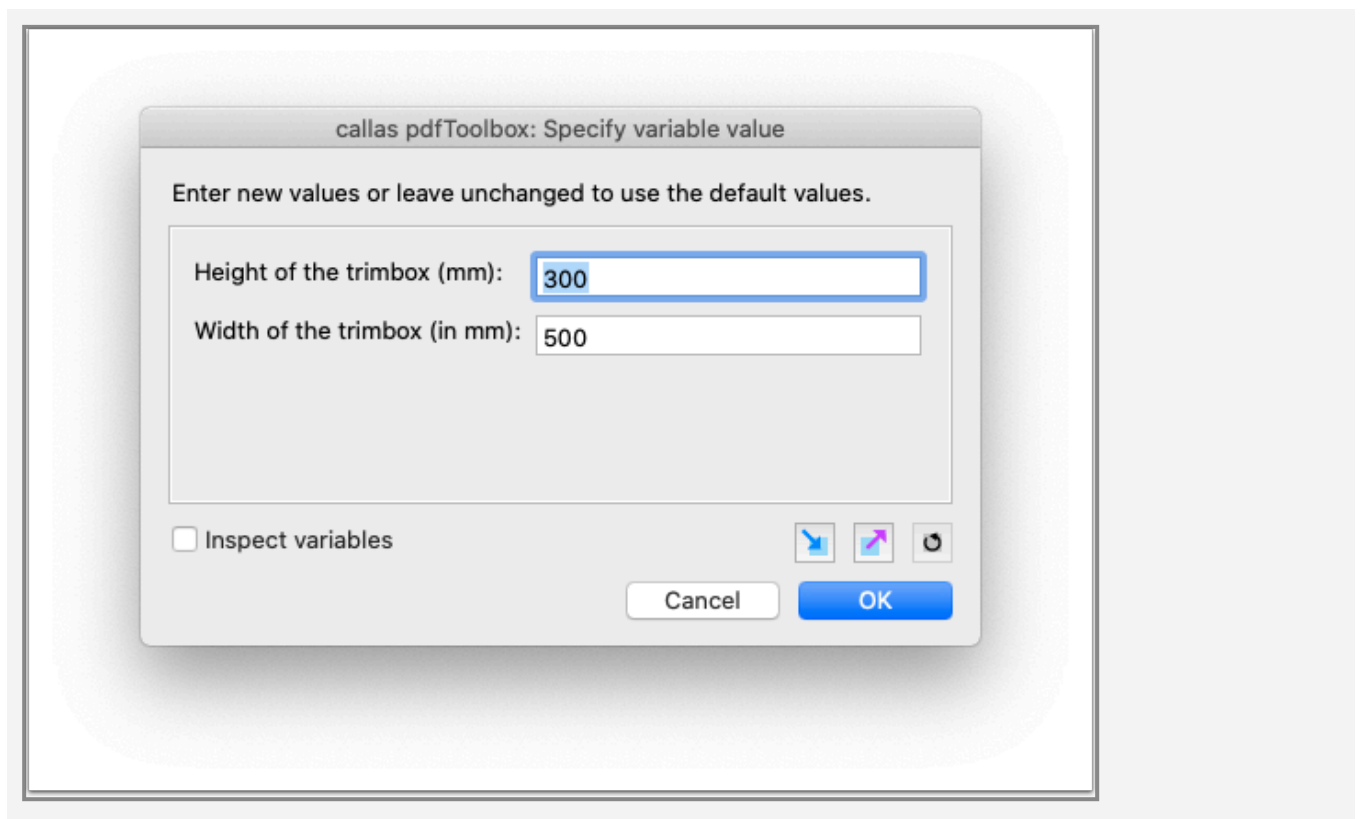 callas pdfToolbox: Specify variable value
Enter new values or leave unchanged to use the default values.
Height of the trimbox (mm): 300
Width of the trimbox (in mm): 500
Inspect variables
Cancel OK